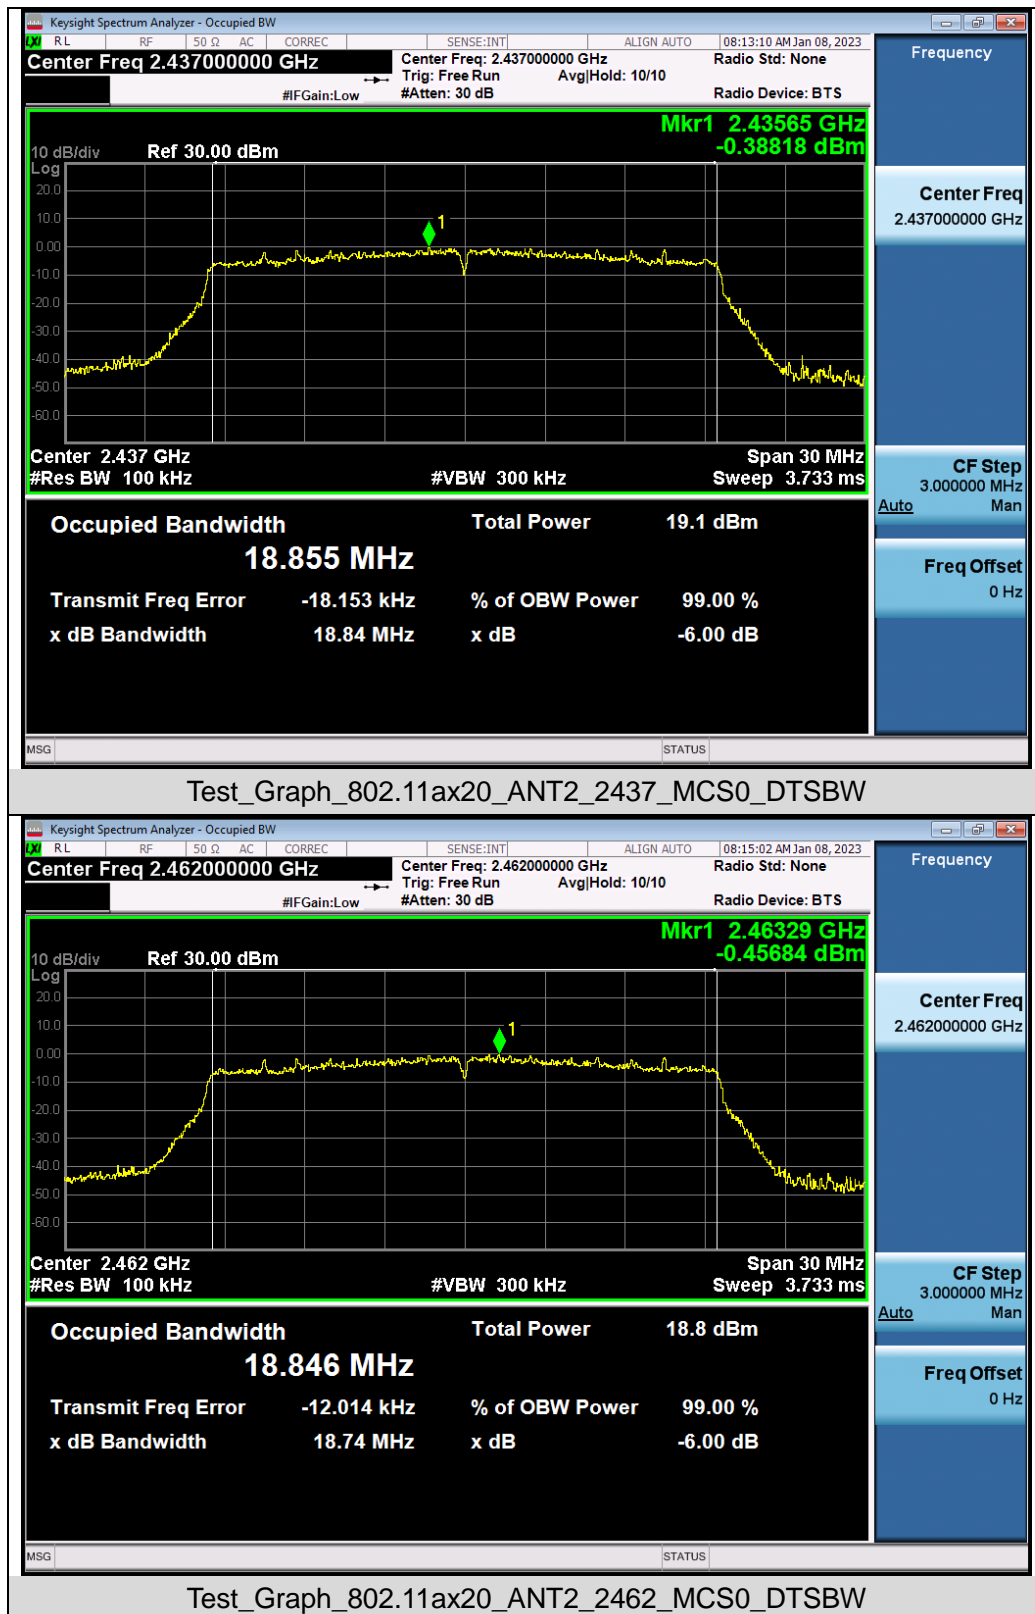 Keysight Spectrum Analyzer - Occupied BW
LXI RL RF 50 Ω AC CORREC SENSE:INT ALIGN AUTO 08:13:10 AM Jan 08, 2023
Center Freq 2.437000000 GHz
Center Freq: 2.437000000 GHz
Radio Std: None
Trig: Free Run Avg|Hold: 10/10
#IFGain:Low #Atten: 30 dB Radio Device: BTS
Frequency
Mkr1 2.43565 GHz
-0.38818 dBm
10 dB/div Ref 30.00 dBm
Log
20.0
10.0
0.00
-10.0
-20.0
-30.0
-40.0
-50.0
-60.0
1
Center 2.437 GHz Span 30 MHz
#Res BW 100 kHz #VBW 300 kHz Sweep 3.733 ms
Center Freq
2.437000000 GHz
CF Step
3.000000 MHz
Auto Man
Freq Offset
0 Hz
Occupied Bandwidth Total Power 19.1 dBm
18.855 MHz
Transmit Freq Error -18.153 kHz % of OBW Power 99.00 %
x dB Bandwidth 18.84 MHz x dB -6.00 dB
MSG STATUS
Test_Graph_802.11ax20_ANT2_2437_MCS0_DTSBW
Keysight Spectrum Analyzer - Occupied BW
LXI RL RF 50 Ω AC CORREC SENSE:INT ALIGN AUTO 08:15:02 AM Jan 08, 2023
Center Freq 2.462000000 GHz
Center Freq: 2.462000000 GHz
Radio Std: None
Trig: Free Run Avg|Hold: 10/10
#IFGain:Low #Atten: 30 dB Radio Device: BTS
Frequency
Mkr1 2.46329 GHz
-0.45684 dBm
10 dB/div Ref 30.00 dBm
Log
20.0
10.0
0.00
-10.0
-20.0
-30.0
-40.0
-50.0
-60.0
1
Center 2.462 GHz Span 30 MHz
#Res BW 100 kHz #VBW 300 kHz Sweep 3.733 ms
Center Freq
2.462000000 GHz
CF Step
3.000000 MHz
Auto Man
Freq Offset
0 Hz
Occupied Bandwidth Total Power 18.8 dBm
18.846 MHz
Transmit Freq Error -12.014 kHz % of OBW Power 99.00 %
x dB Bandwidth 18.74 MHz x dB -6.00 dB
MSG STATUS
Test_Graph_802.11ax20_ANT2_2462_MCS0_DTSBW